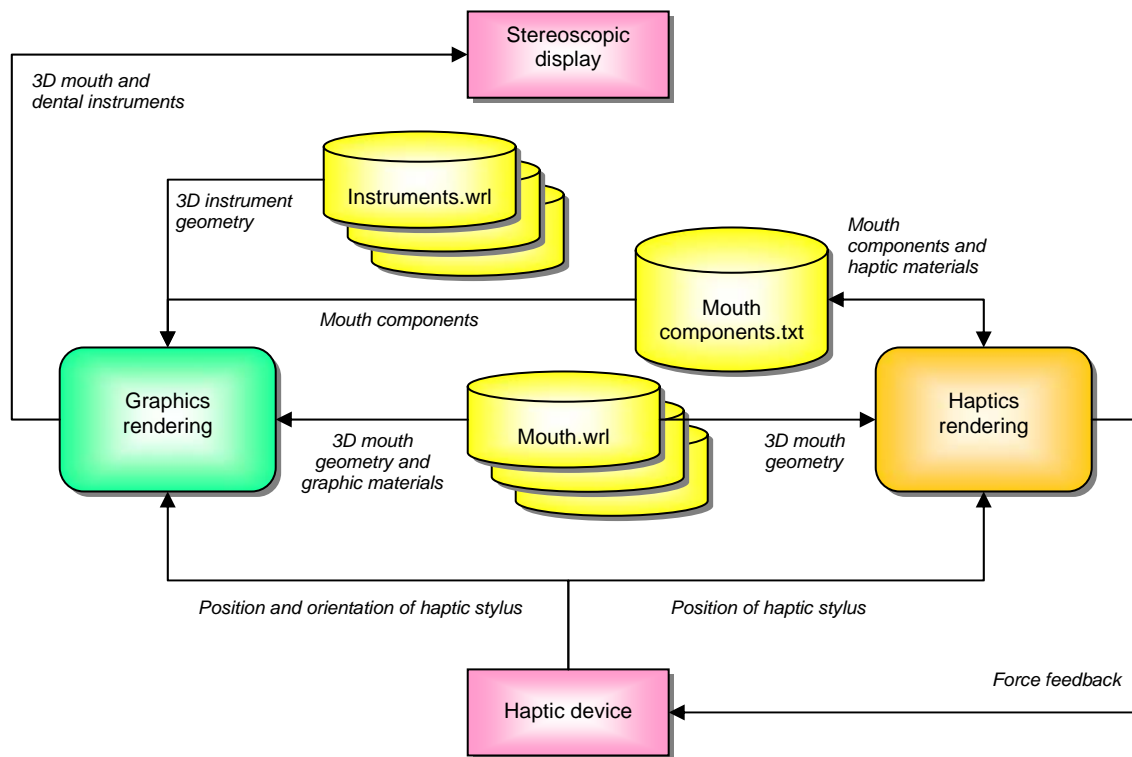 Stereoscopic
display
3D mouth and
dental instruments
Instruments.wrl
3D instrument
geometry
Mouth
components and
haptic materials
Mouth
components.txt
Mouth components
Graphics
rendering
Mouth.wrl
Haptics
rendering
3D mouth
geometry and
graphic materials
3D mouth
geometry
Position and orientation of haptic stylus
Position of haptic stylus
Haptic device
Force feedback